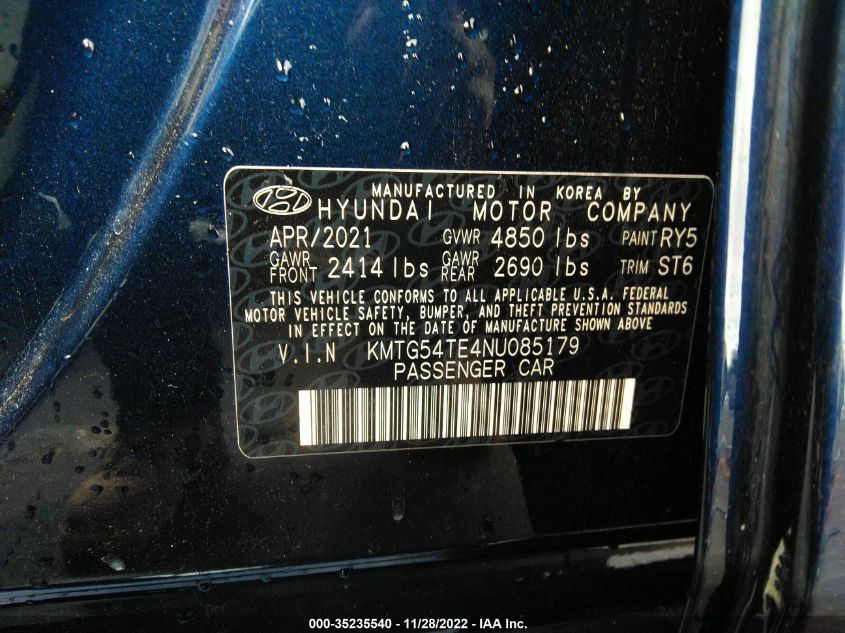 MANUFACTURED IN KOREA BY
HYUNDAI MOTOR COMPANY
APR/2021 GVWR 4850 lbs PAINT RY5
GAWR FRONT 2414 lbs GAWR REAR 2690 lbs TRIM ST6
THIS VEHICLE CONFORMS TO ALL APPLICABLE U.S.A. FEDERAL
MOTOR VEHICLE SAFETY, BUMPER, AND THEFT PREVENTION STANDARDS
IN EFFECT ON THE DATE OF MANUFACTURE SHOWN ABOVE
V.I.N KMTG54TE4NU085179
PASSENGER CAR
000-35235540 - 11/28/2022 - IAA Inc.